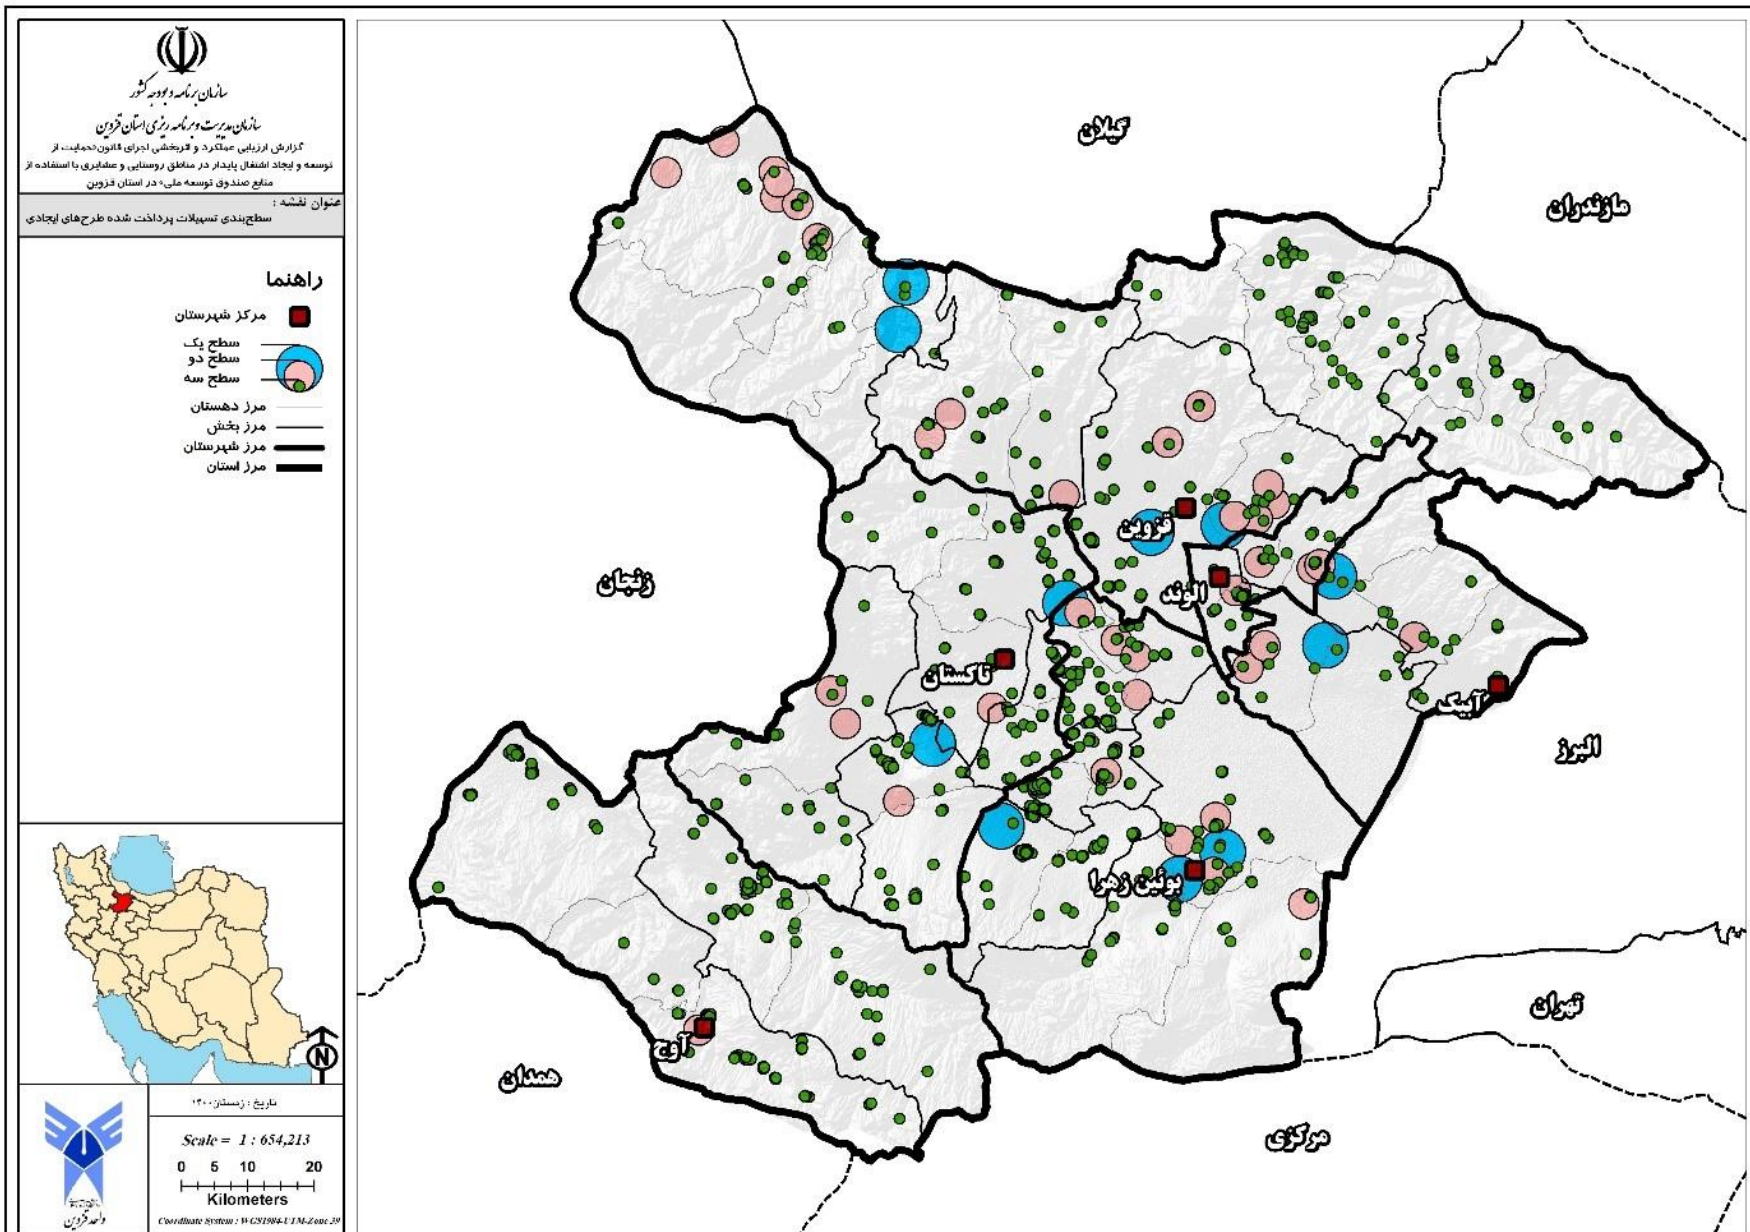 سازمان برنامه و بودجه کشور
سازمان مدیریت و برنامه ریزی استان قزوین
گزارش ارزیابی عملکرد و اثربخشی اجرای قانون «حمایت از
توسعه و ایجاد اشتغال پایدار در مناطق روستایی و عشایری با استفاده از
منابع صندوق توسعه ملی» در استان قزوین
عنوان نقشه :
سطح‌بندی تسهیلات پرداخت شده طرح‌های ایجادی
راهنما
مرکز شهرستان
سطح یک
سطح دو
سطح سه
مرز دهستان
مرز بخش
مرز شهرستان
مرز استان
N
تاریخ : زمستان ۱۴۰۰
Scale = 1 : 654,213
0 5 10 20
Kilometers
Coordinate System : WGS1984-UTM-Zone 39
واحد قزوین
گیلان
مازندران
زنجان
قزوین
الوند
تاکستان
آبیک
البرز
بوئین زهرا
تهران
آوج
همدان
مرکزی